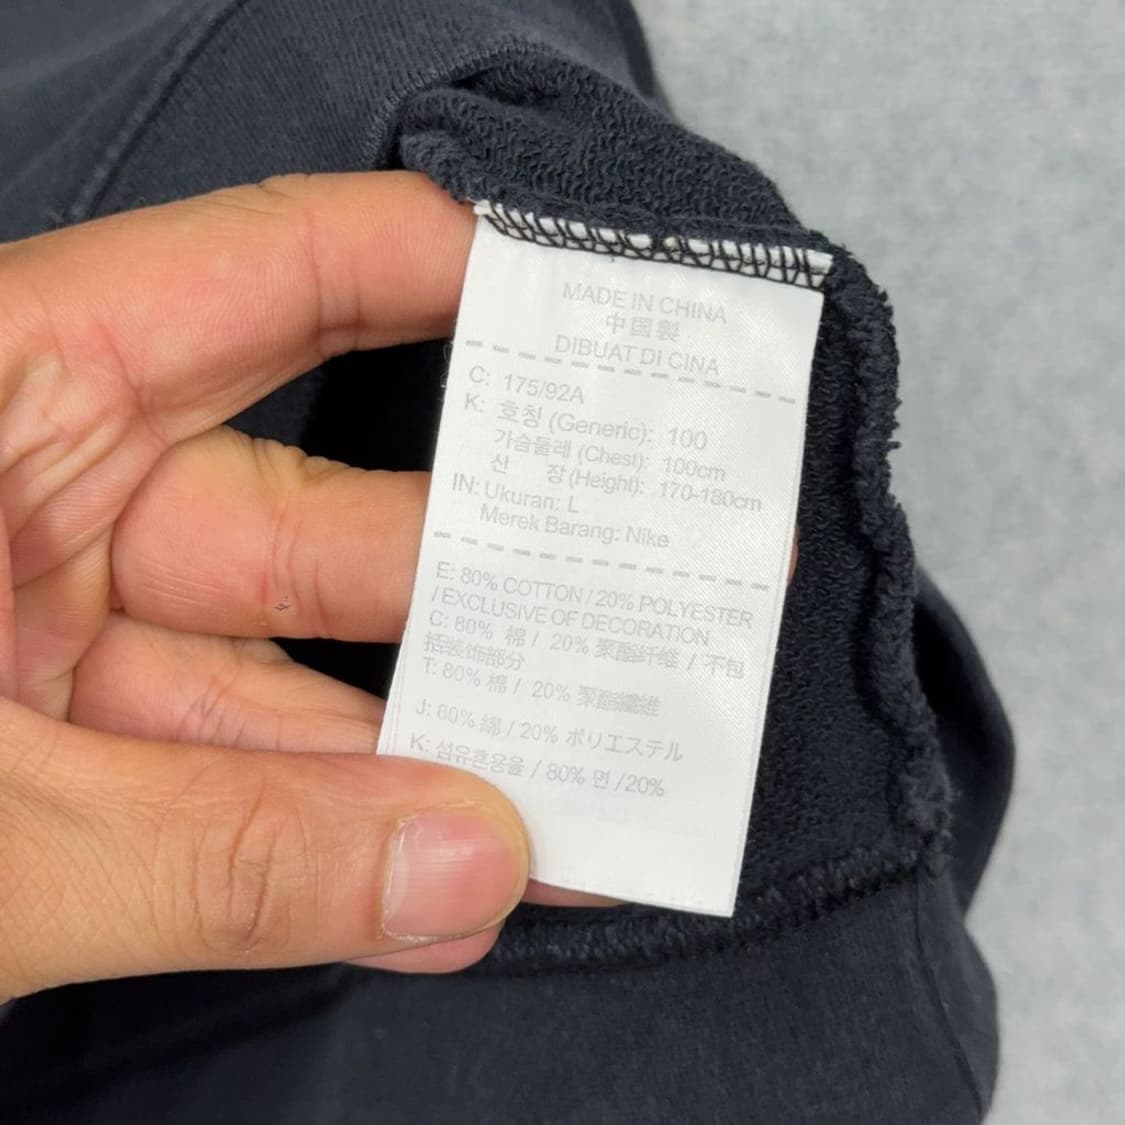 MADE IN CHINA
中国製
DIBUAT DI CINA
C: 175/92A
K: 호칭 (Generic): 100
가슴둘레 (Chest): 100cm
신 장 (Height): 170-180cm
IN: Ukuran: L
Merek Barang: Nike
E: 80% COTTON / 20% POLYESTER
/ EXCLUSIVE OF DECORATION
C: 80% 棉 / 20% 聚酯纤维 / 不包
括装饰部分
T: 80% 棉 / 20% 聚酯纖維
J: 80% 綿 / 20% ポリエステル
K: 섬유혼용율 / 80% 면 / 20%